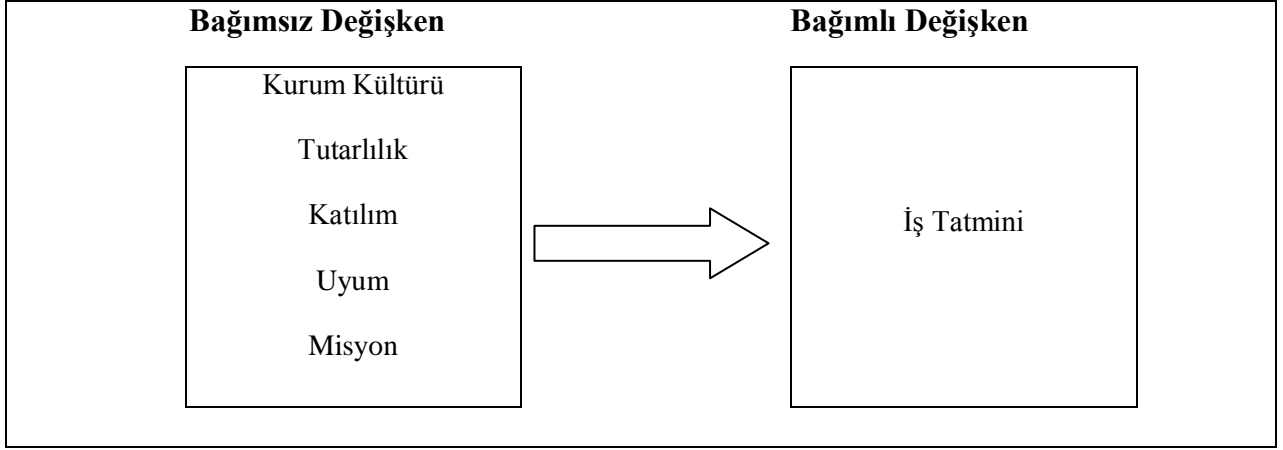 Bağımsız Değişken
Bağımlı Değişken
Kurum Kültürü
Tutarlılık
Katılım
Uyum
Misyon
İş Tatmini